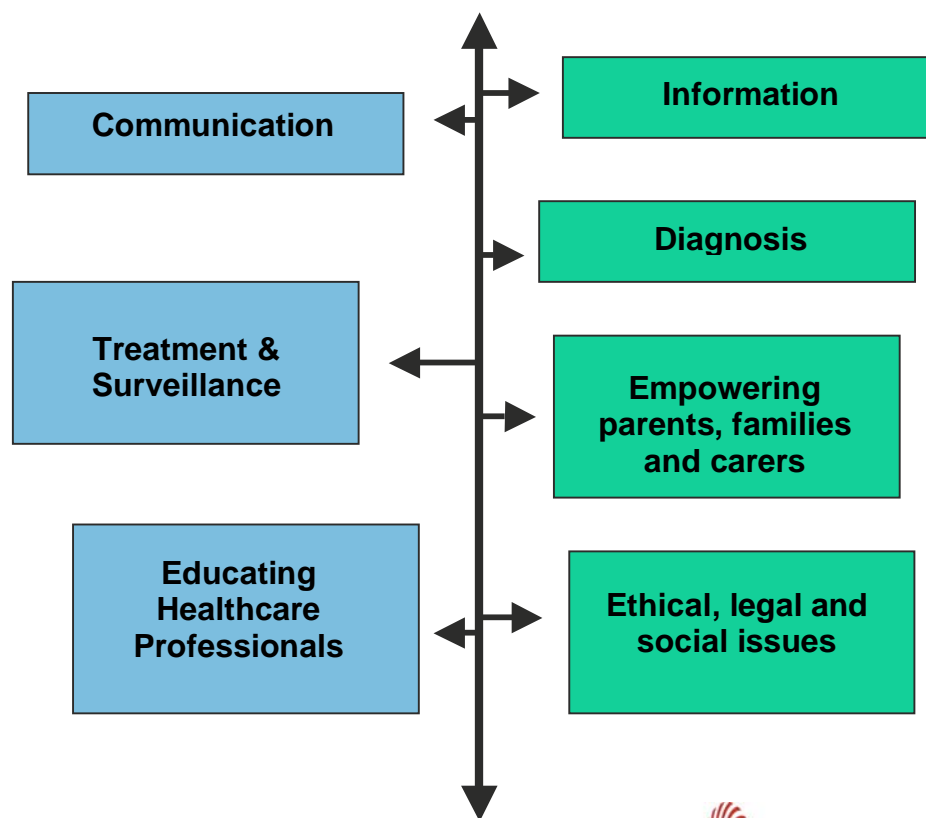 Information
Communication
Diagnosis
Treatment &
Surveillance
Empowering
parents, families
and carers
Educating
Healthcare
Professionals
Ethical, legal and
social issues